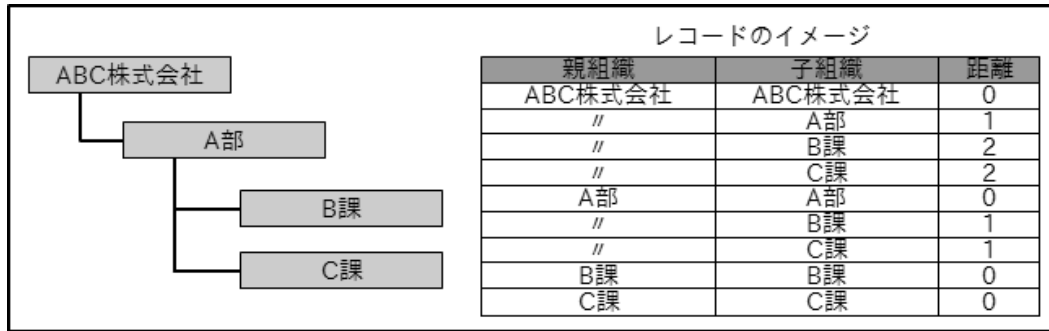 レコードのイメージ
ABC株式会社
A部
B課
C課
親組織 子組織 距離
ABC株式会社 ABC株式会社 0
〃 A部 1
〃 B課 2
〃 C課 2
A部 A部 0
〃 B課 1
〃 C課 1
B課 B課 0
C課 C課 0